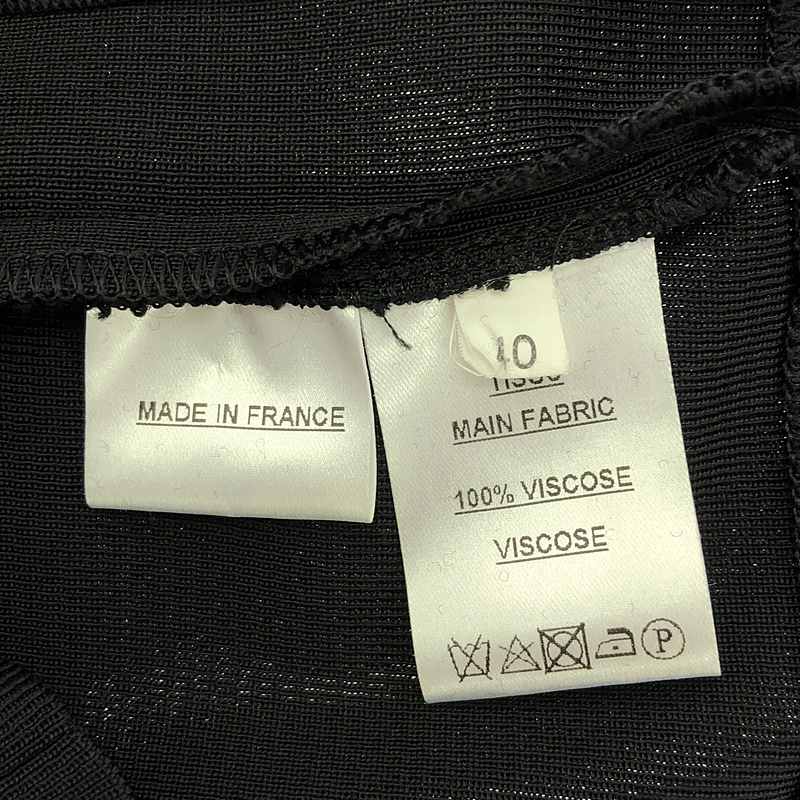 MADE IN FRANCE
40
MAIN FABRIC
100% VISCOSE
VISCOSE
P